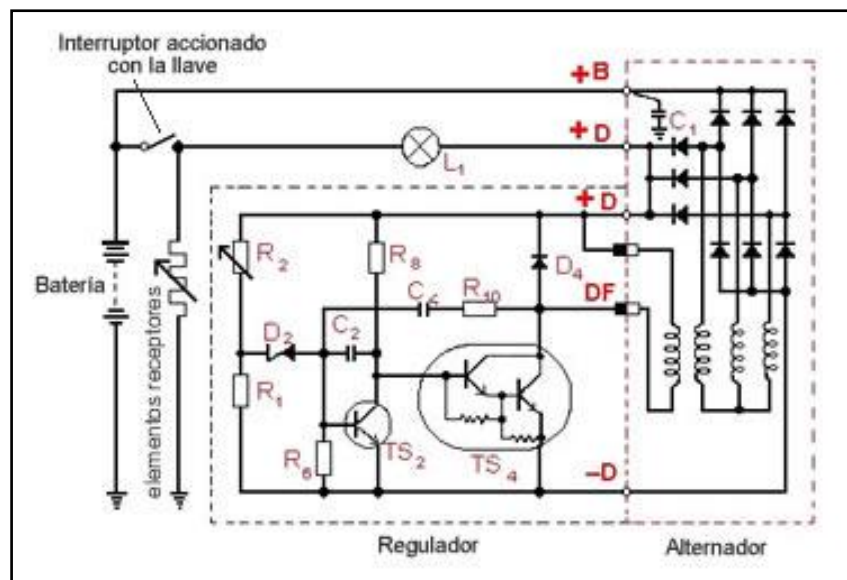 Interruptor accionado
con la llave
+B
C1
+D
L1
+D
R2
R8
D4
Batería
C4
R10
DF
D2
C2
R1
elementos receptores
R6
TS2
TS4
–D
Regulador
Alternador